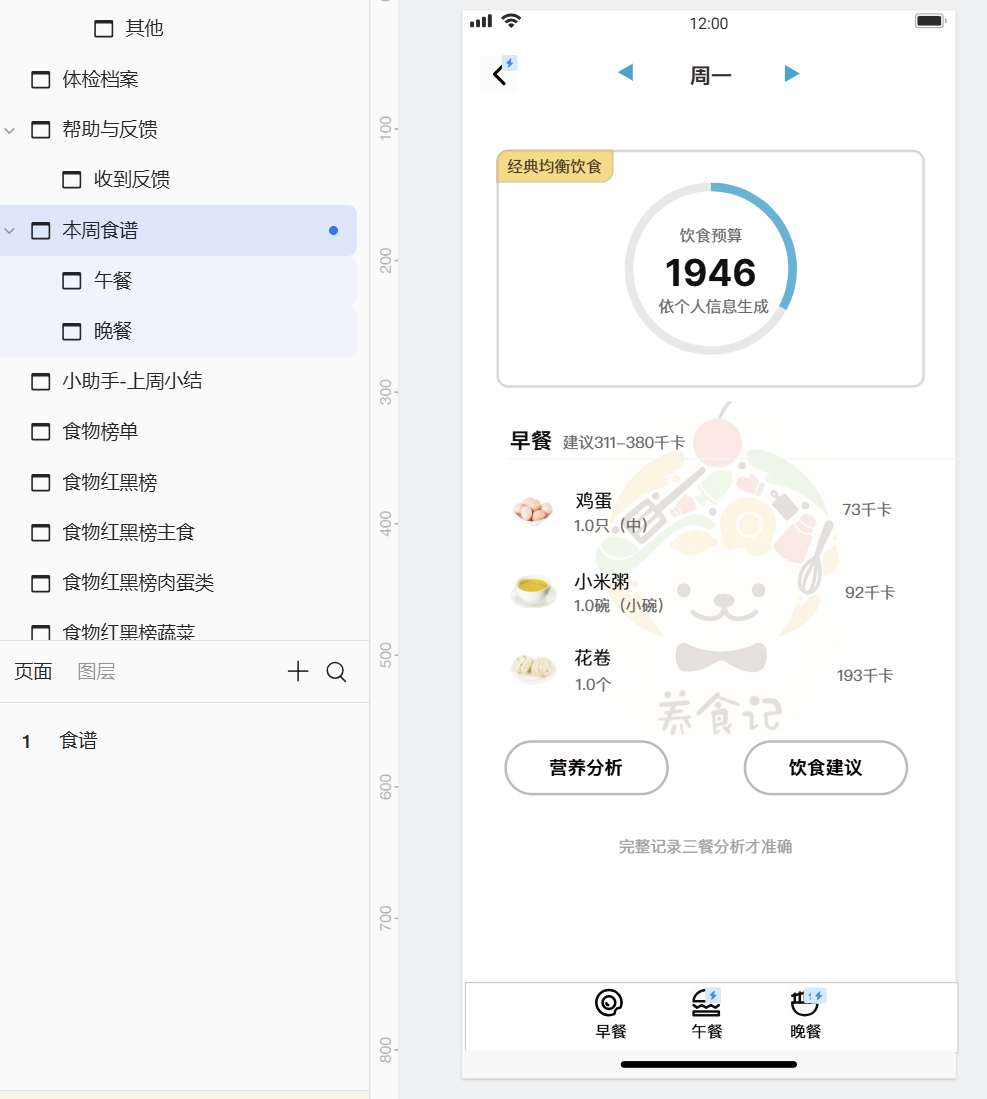 其他
体检档案
帮助与反馈
收到反馈
本周食谱
午餐
晚餐
小助手-上周小结
食物榜单
食物红黑榜
食物红黑榜主食
食物红黑榜肉蛋类
食物红黑榜蔬菜
页面 图层
1 食谱
100
200
300
400
500
600
700
800
12:00
周一
经典均衡饮食
饮食预算
1946
依个人信息生成
早餐 建议311–380千卡
鸡蛋
1.0只（中）
73千卡
小米粥
1.0碗（小碗）
92千卡
花卷
1.0个
193千卡
养食记
营养分析 饮食建议
完整记录三餐分析才准确
1
早餐 午餐 晚餐